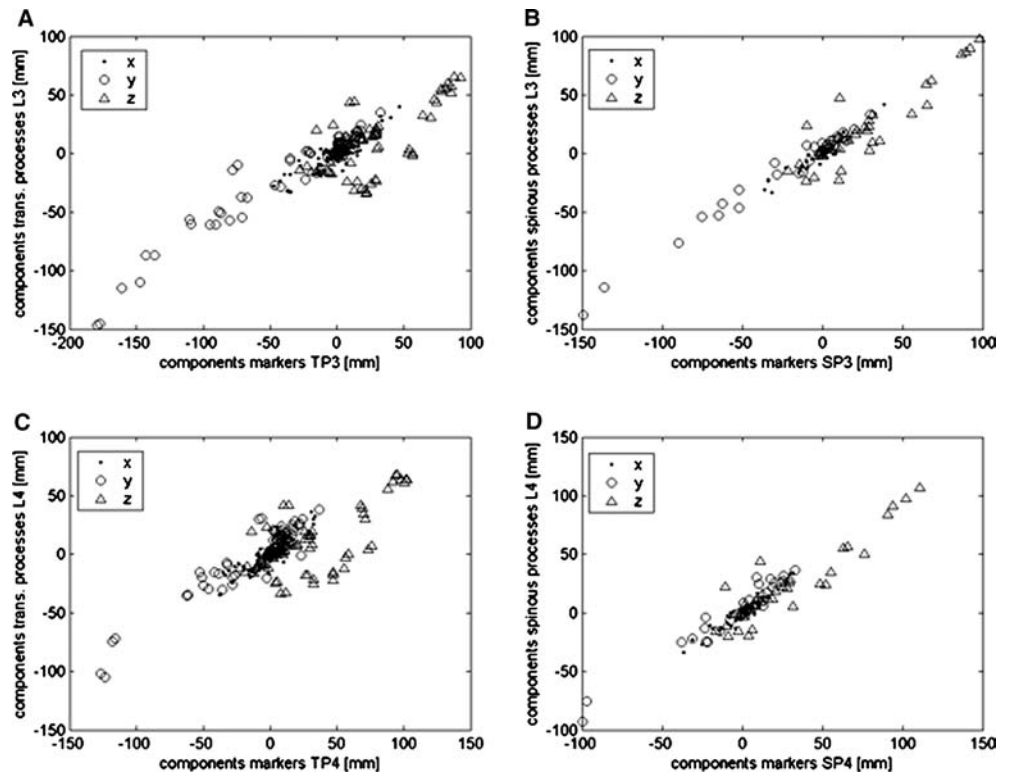 A
components trans. processes L3 [mm]
100
50
0
-50
-100
-150
x
y
z
-200
-150
-100
-50
0
50
100
components markers TP3 [mm]
B
components spinous processes L3 [mm]
100
50
0
-50
-100
-150
x
y
z
-150
-100
-50
0
50
100
components markers SP3 [mm]
C
components trans. processes L4 [mm]
100
50
0
-50
-100
-150
x
y
z
-150
-100
-50
0
50
100
150
components markers TP4 [mm]
D
components spinous processes L4 [mm]
150
100
50
0
-50
-100
x
y
z
-100
-50
0
50
100
150
components markers SP4 [mm]